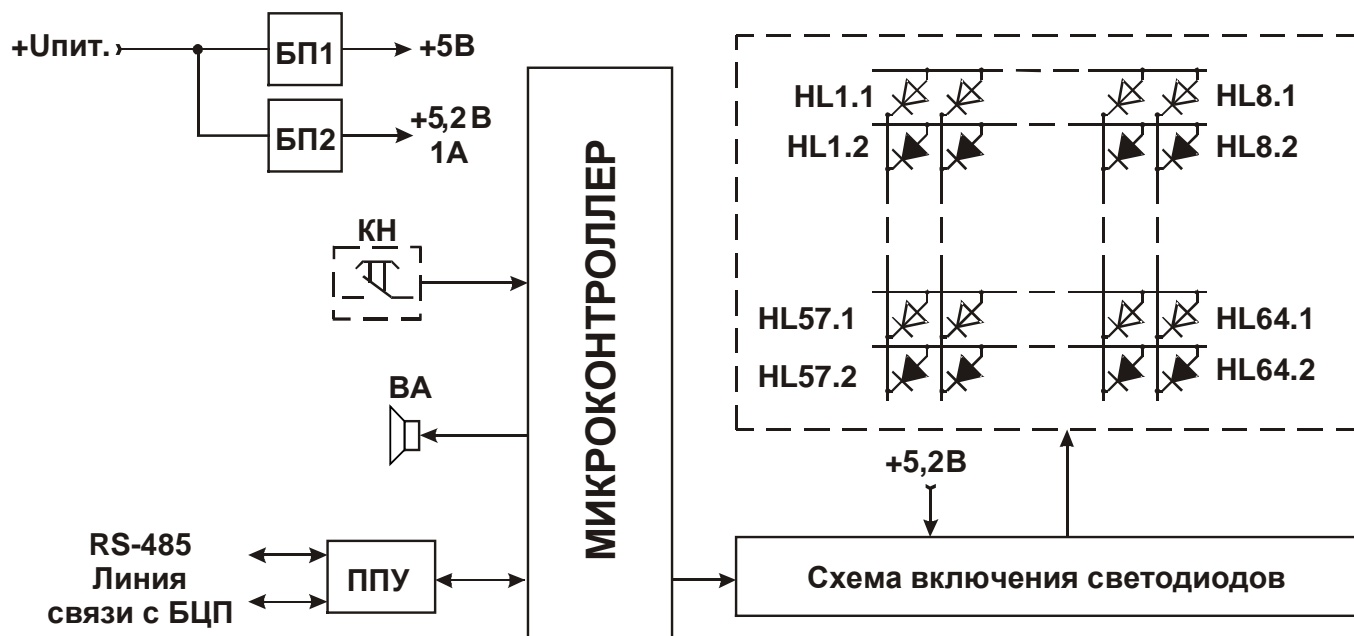 +Uпит.
БП1
+5В
БП2
+5,2В
1А
КН
ВА
RS-485
Линия
связи с БЦП
ППУ
МИКРОКОНТРОЛЛЕР
HL1.1
HL8.1
HL1.2
HL8.2
HL57.1
HL64.1
HL57.2
HL64.2
+5,2В
Схема включения светодиодов